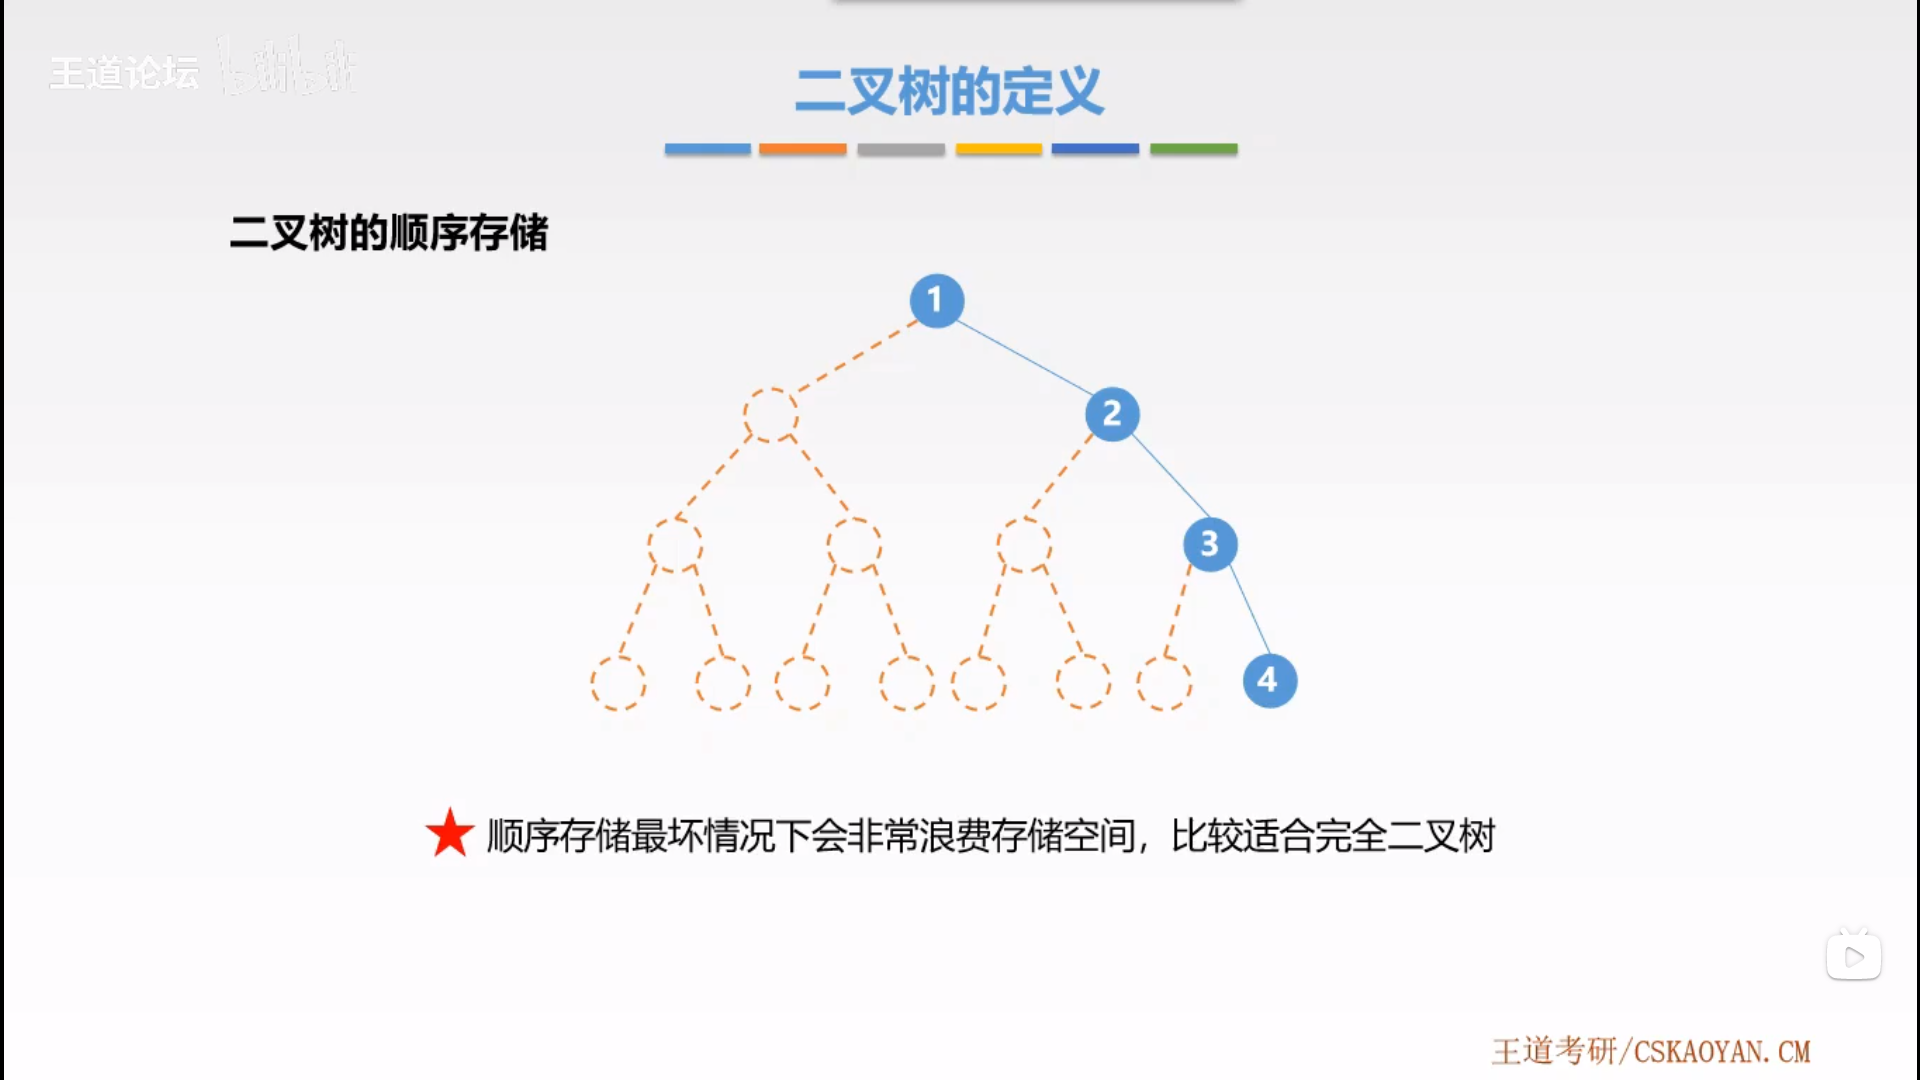 王道论坛 bilibili
二叉树的定义
二叉树的顺序存储
1
2
3
4
顺序存储最坏情况下会非常浪费存储空间，比较适合完全二叉树
王道考研/CSKAOYAN.CM